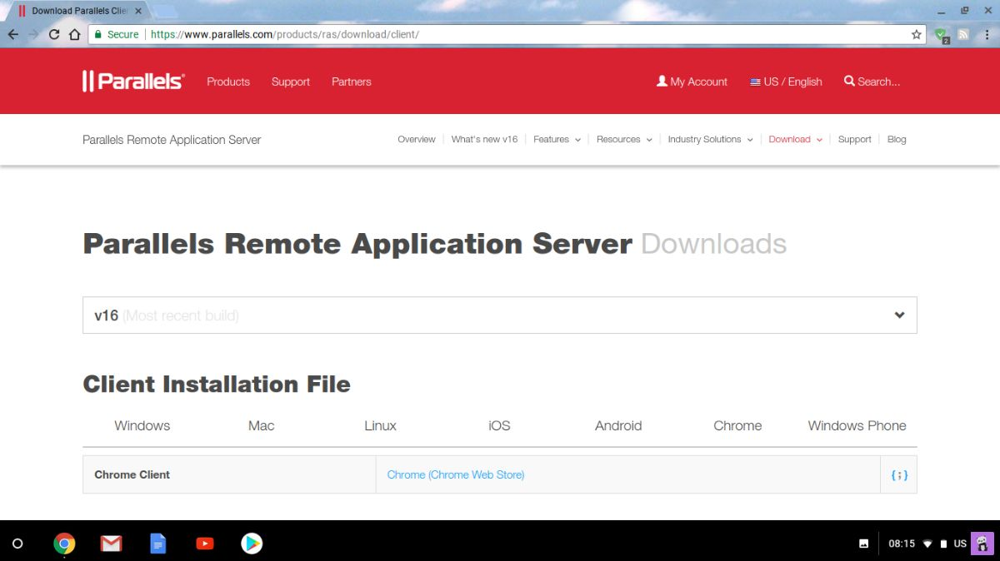 Download Parallels Clie
Secure https://www.parallels.com/products/ras/download/client/
2
Parallels® Products Support Partners My Account US / English Search...
Parallels Remote Application Server Overview What's new v16 Features Resources Industry Solutions Download Support Blog
Parallels Remote Application Server Downloads
v16 (Most recent build)
Client Installation File
Windows Mac Linux iOS Android Chrome Windows Phone
Chrome Client Chrome (Chrome Web Store) {;}
08:15 US